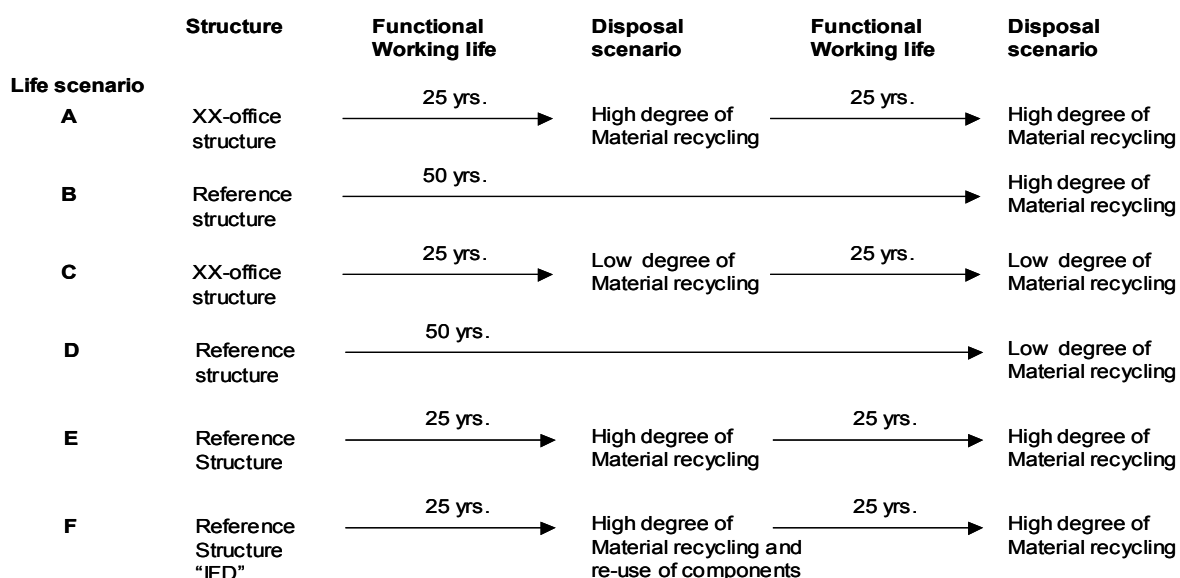 Structure Functional Disposal Functional Disposal
Working life scenario Working life scenario
Life scenario
25 yrs. 25 yrs.
A XX-office High degree of High degree of
structure Material recycling Material recycling
50 yrs. High degree of
B Reference Material recycling
structure
25 yrs. Low degree of 25 yrs. Low degree of
C XX-office Material recycling Material recycling
structure
50 yrs.
D Reference Low degree of
structure Material recycling
25 yrs. 25 yrs.
E Reference High degree of High degree of
Structure Material recycling Material recycling
25 yrs. 25 yrs.
F Reference High degree of High degree of
Structure Material recycling and Material recycling
re-use of components